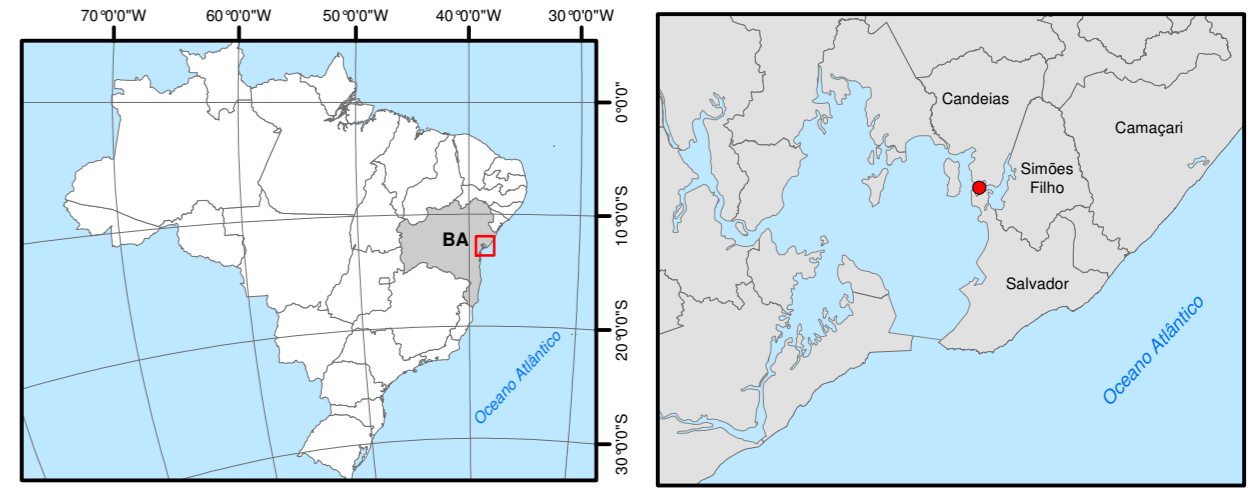 70°0'0"W 60°0'0"W 50°0'0"W 40°0'0"W 30°0'0"W
0°0'0"
10°0'0"S
20°0'0"S
30°0'0"S
BA
Oceano Atlântico
Candeias
Camaçari
Simões
Filho
Salvador
Oceano Atlântico